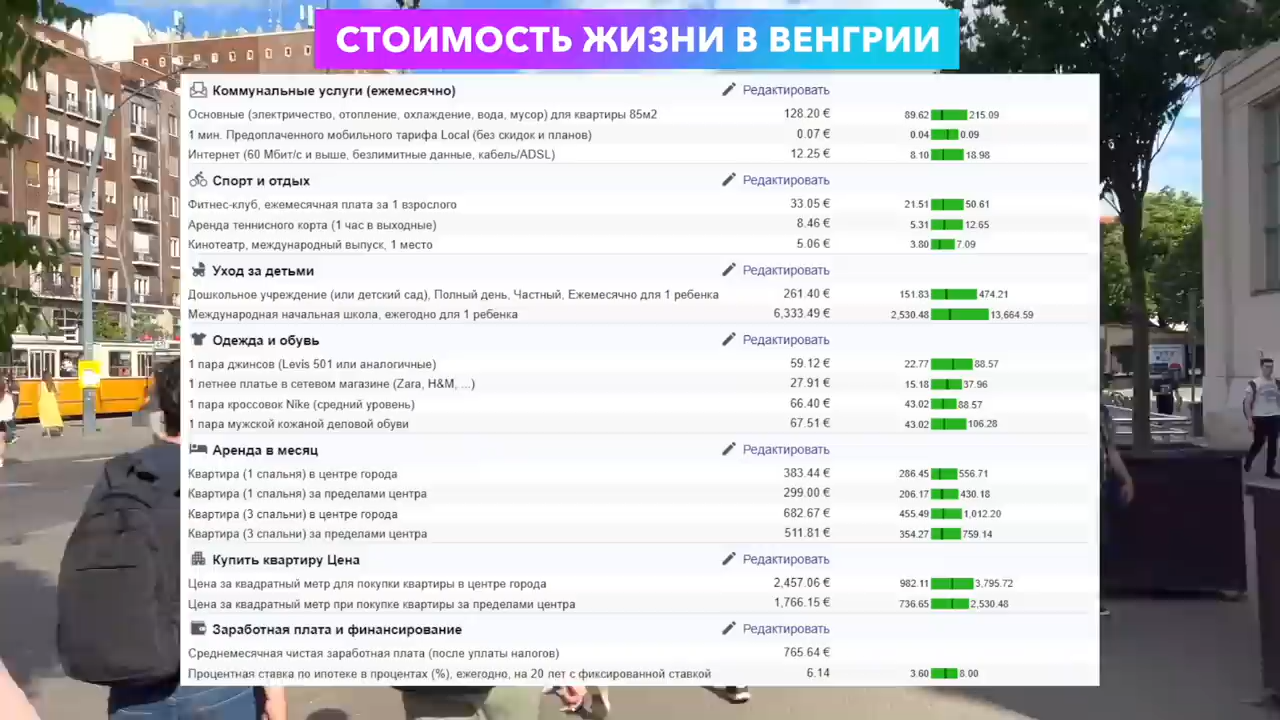 СТОИМОСТЬ ЖИЗНИ В ВЕНГРИИ
Коммунальные услуги (ежемесячно) Редактировать
Основные (электричество, отопление, охлаждение, вода, мусор) для квартиры 85м2 128.20 € 89.62 215.09
1 мин. Предоплаченного мобильного тарифа Local (без скидок и планов) 0.07 € 0.04 0.09
Интернет (60 Мбит/с и выше, безлимитные данные, кабель/ADSL) 12.25 € 8.10 18.98
Спорт и отдых Редактировать
Фитнес-клуб, ежемесячная плата за 1 взрослого 33.05 € 21.51 50.61
Аренда теннисного корта (1 час в выходные) 8.46 € 5.31 12.65
Кинотеатр, международный выпуск, 1 место 5.06 € 3.80 7.09
Уход за детьми Редактировать
Дошкольное учреждение (или детский сад), Полный день, Частный, Ежемесячно для 1 ребенка 261.40 € 151.83 474.21
Международная начальная школа, ежегодно для 1 ребенка 6,333.49 € 2,530.48 13,664.59
Одежда и обувь Редактировать
1 пара джинсов (Levis 501 или аналогичные) 59.12 € 22.77 88.57
1 летнее платье в сетевом магазине (Zara, H&M, ...) 27.91 € 15.18 37.96
1 пара кроссовок Nike (средний уровень) 66.40 € 43.02 88.57
1 пара мужской кожаной деловой обуви 67.51 € 43.02 106.28
Аренда в месяц Редактировать
Квартира (1 спальня) в центре города 383.44 € 286.45 556.71
Квартира (1 спальня) за пределами центра 299.00 € 206.17 430.18
Квартира (3 спальни) в центре города 682.67 € 455.49 1,012.20
Квартира (3 спальни) за пределами центра 511.81 € 354.27 759.14
Купить квартиру Цена Редактировать
Цена за квадратный метр для покупки квартиры в центре города 2,457.06 € 982.11 3,795.72
Цена за квадратный метр при покупке квартиры за пределами центра 1,766.15 € 736.65 2,530.48
Заработная плата и финансирование Редактировать
Среднемесячная чистая заработная плата (после уплаты налогов) 765.64 €
Процентная ставка по ипотеке в процентах (%), ежегодно, на 20 лет с фиксированной ставкой 6.14 3.60 8.00